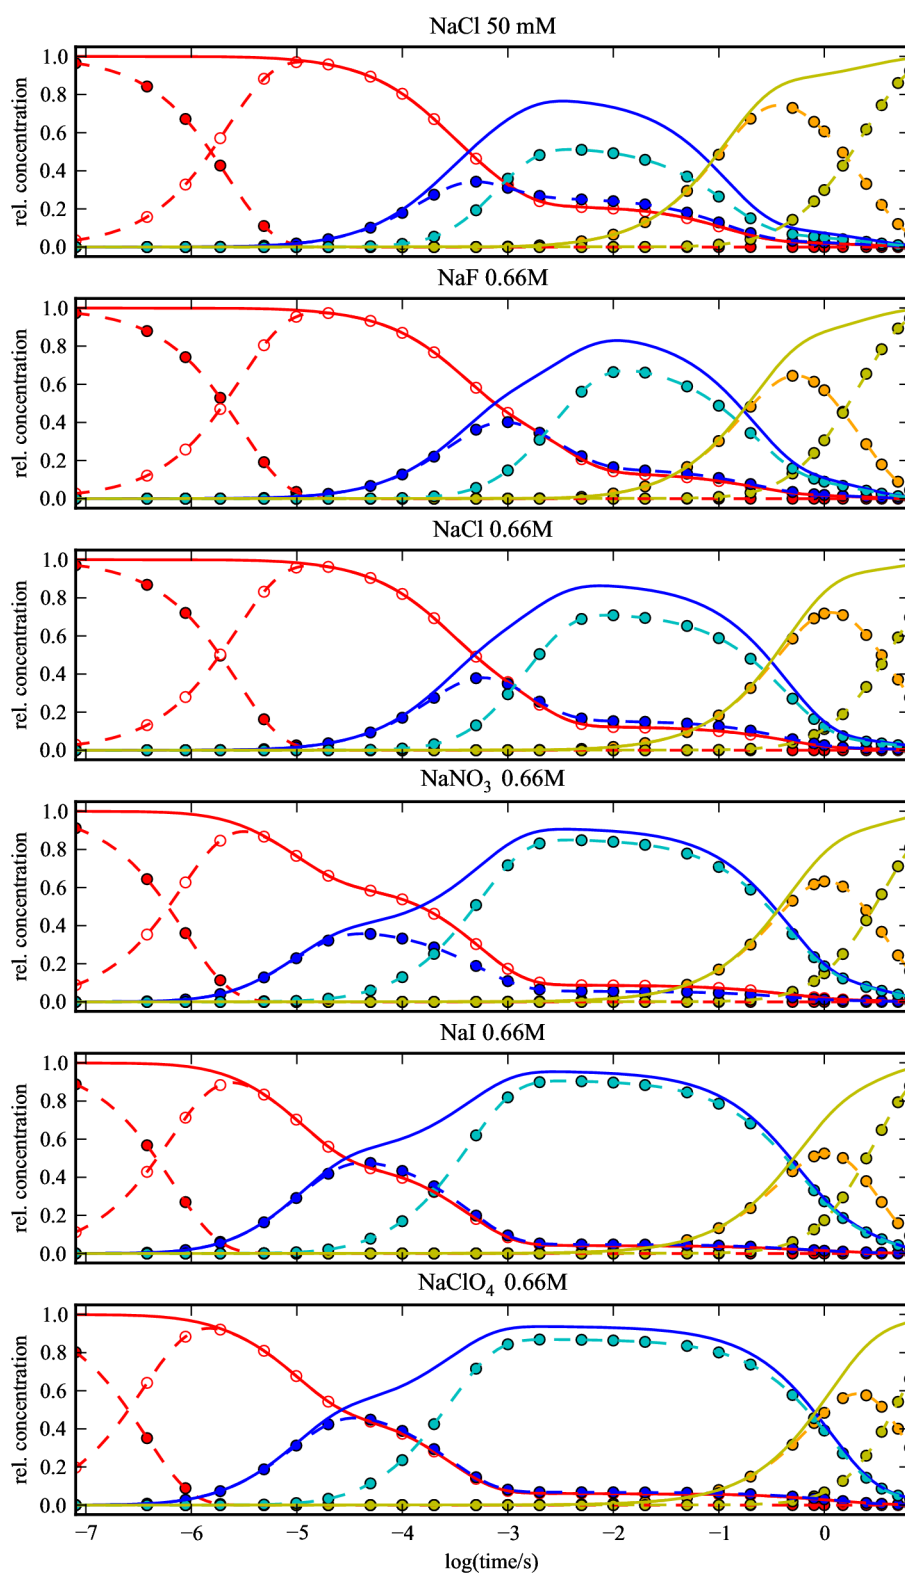 NaCl 50 mM
1.0
0.8
0.6
0.4
0.2
0.0
rel. concentration
NaF 0.66M
1.0
0.8
0.6
0.4
0.2
0.0
rel. concentration
NaCl 0.66M
1.0
0.8
0.6
0.4
0.2
0.0
rel. concentration
NaNO₃ 0.66M
1.0
0.8
0.6
0.4
0.2
0.0
rel. concentration
NaI 0.66M
1.0
0.8
0.6
0.4
0.2
0.0
rel. concentration
NaClO₄ 0.66M
1.0
0.8
0.6
0.4
0.2
0.0
rel. concentration
−7 −6 −5 −4 −3 −2 −1 0
log(time/s)